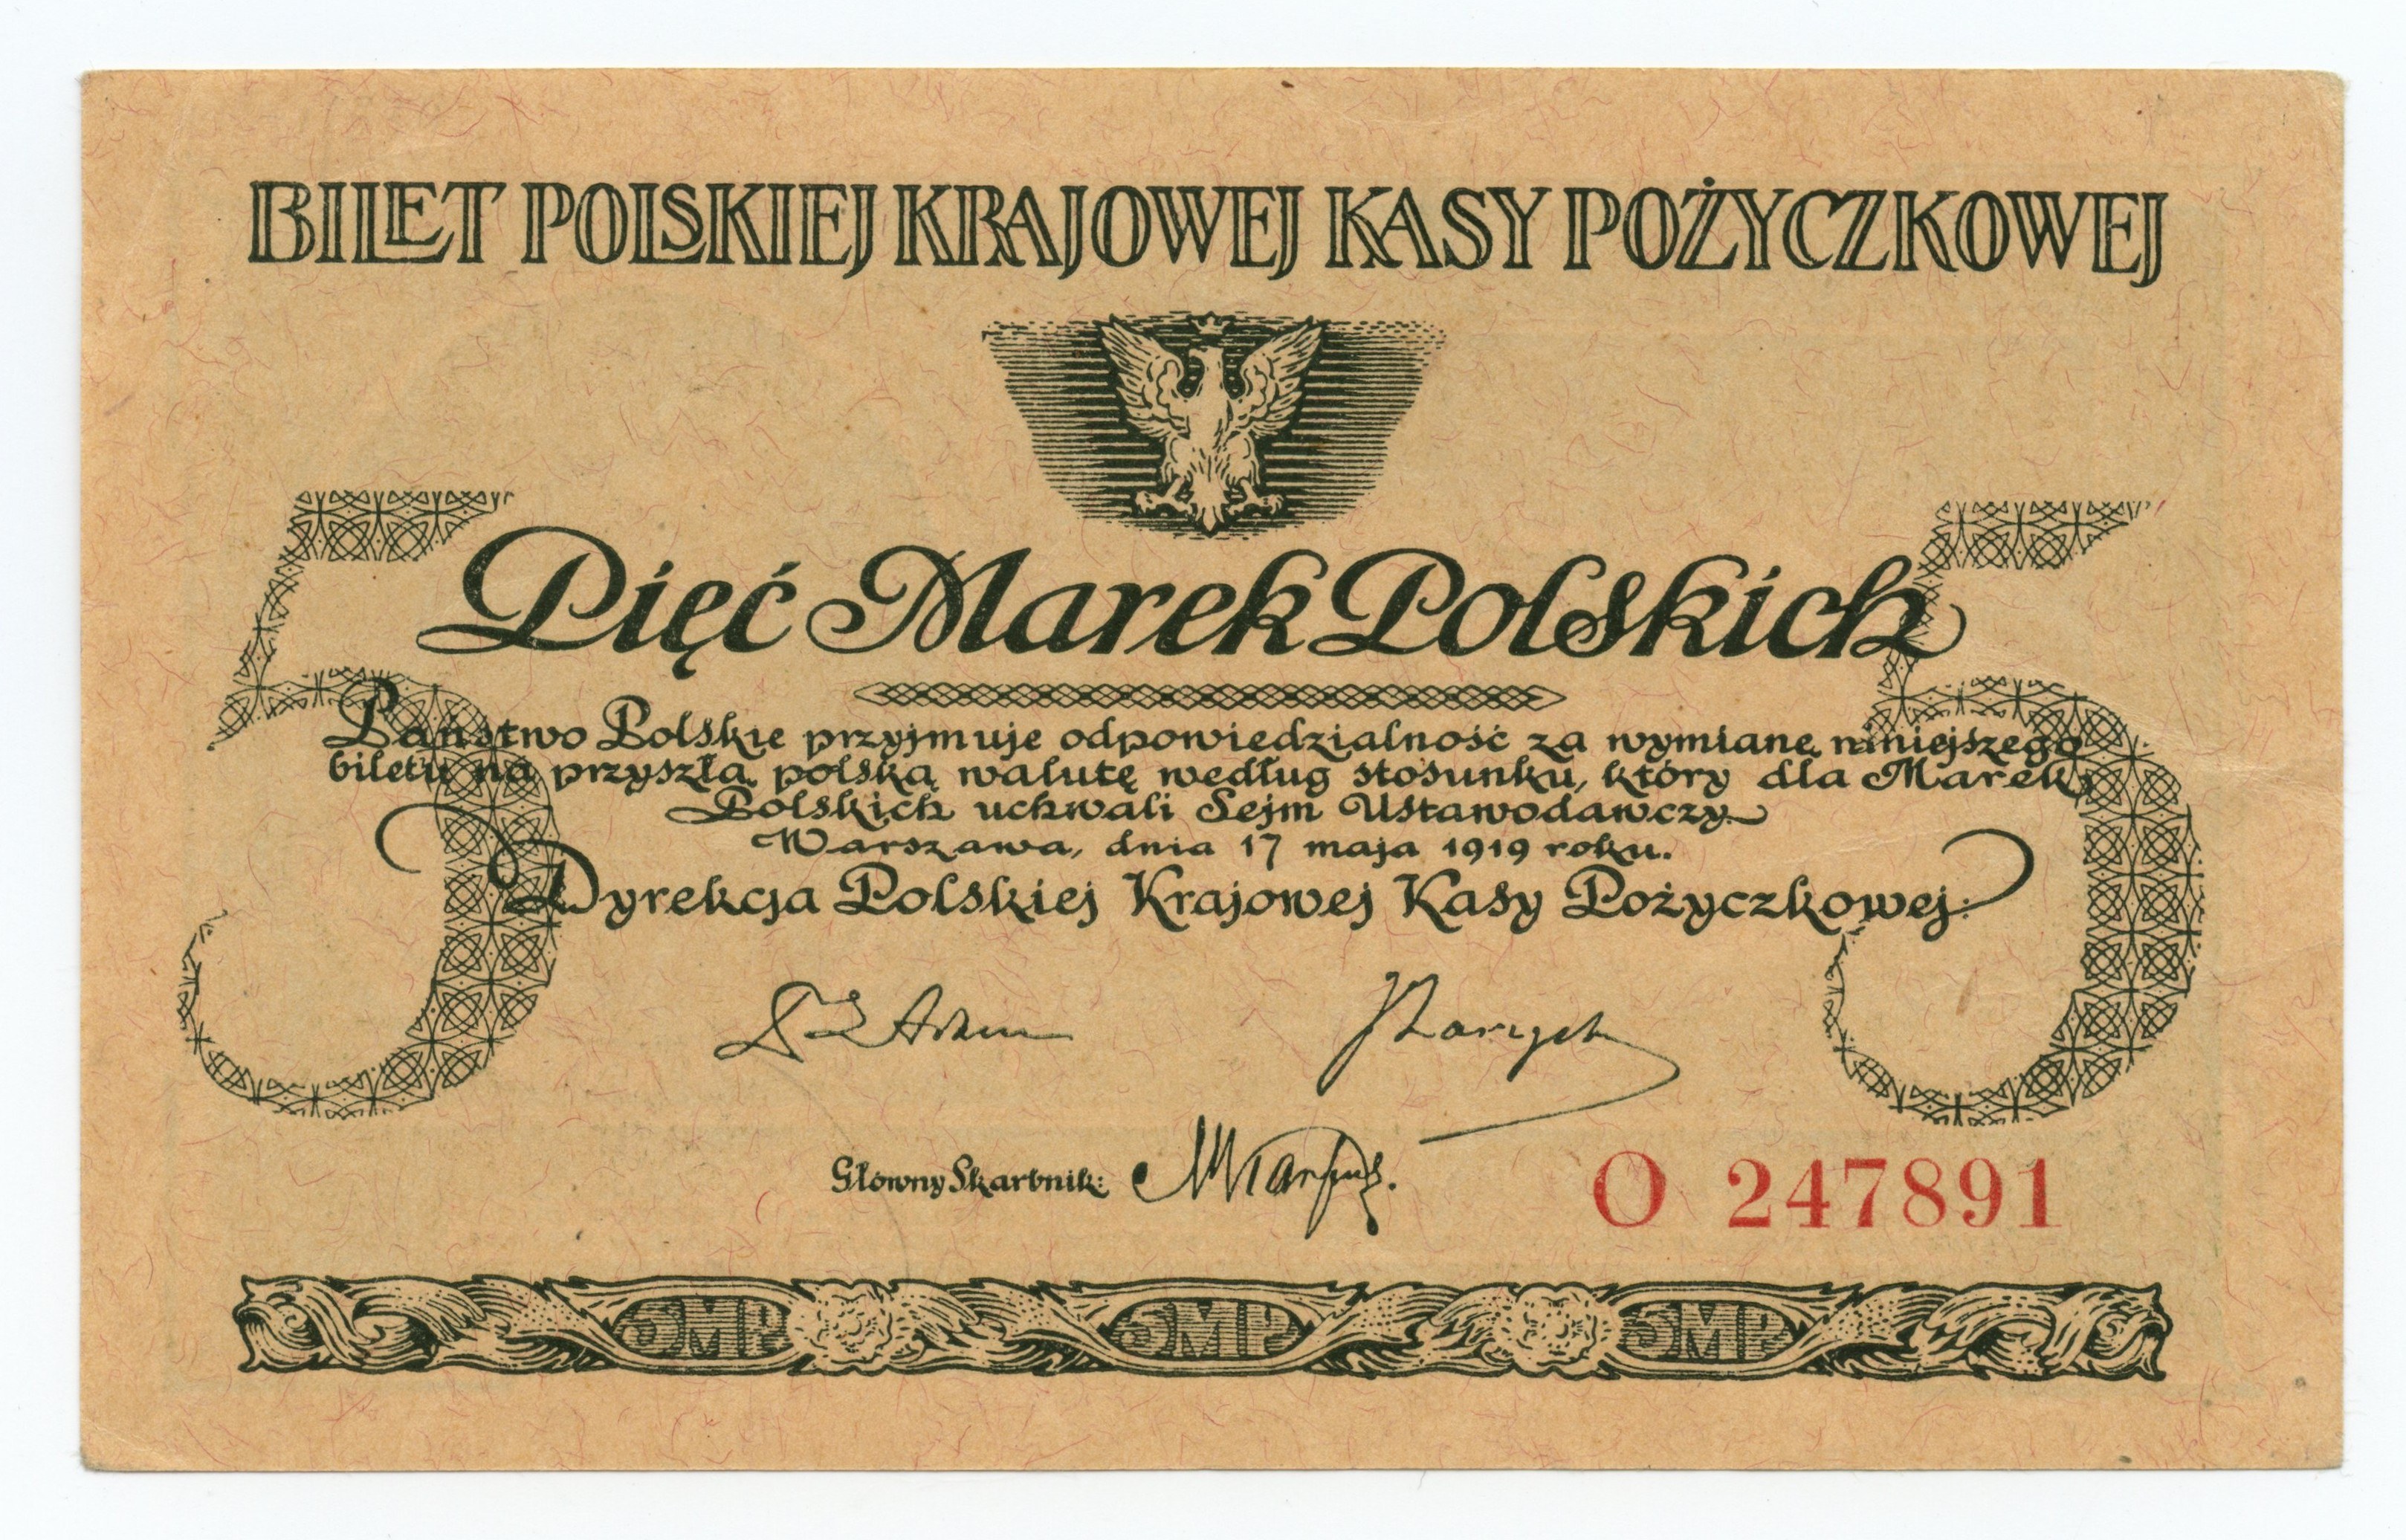 BILET POLSKIEJ KRAJOWEJ KASY POŻYCZKOWEJ
5
5
Pięć Marek Polskich
Państwo Polskie przyjmuje odpowiedzialność za wymianę niniejszego
biletu na przyszłą polską walutę według stosunku, który dla Marek
Polskich uchwali Sejm Ustawodawczy.
Warszawa, dnia 17 maja 1919 roku.
Dyrekcja Polskiej Krajowej Kasy Pożyczkowej:
Główny Skarbnik:
O 247891
5MP 5MP 5MP